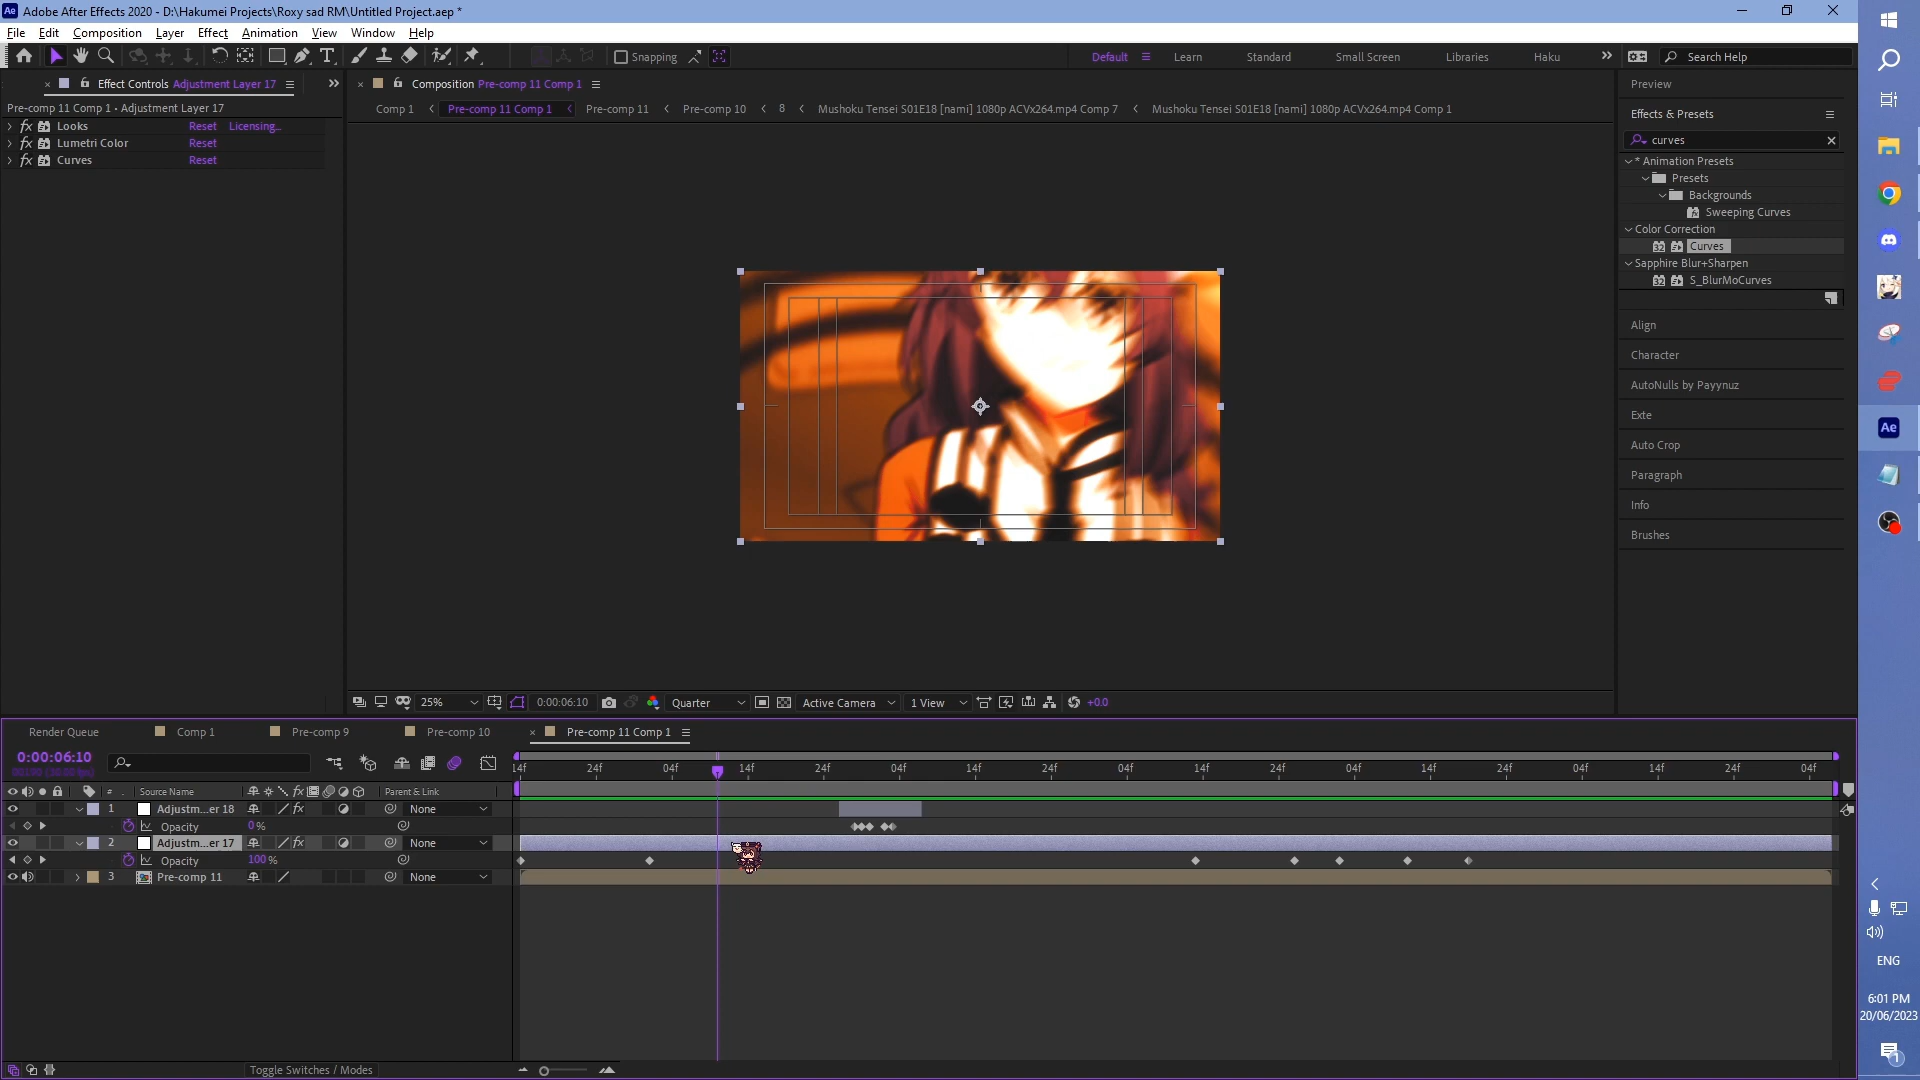 Adobe After Effects 2020 - D:\Hakumei Projects\Roxy sad RM\Untitled Project.aep *
File Edit Composition Layer Effect Animation View Window Help
Snapping Default Learn Standard Small Screen Libraries Haku Search Help
Effect Controls Adjustment Layer 17
Pre-comp 11 Comp 1 • Adjustment Layer 17
fx Looks Reset Licensing...
fx Lumetri Color Reset
fx Curves Reset
Composition Pre-comp 11 Comp 1
Comp 1 Pre-comp 11 Comp 1 Pre-comp 11 Pre-comp 10 8 Mushoku Tensei S01E18 [nami] 1080p ACVx264.mp4 Comp 7 Mushoku Tensei S01E18 [nami] 1080p ACVx264.mp4 Comp 1
25% 0:00:06:10 Quarter Active Camera 1 View +0.0
Preview
Effects & Presets
curves
* Animation Presets
Presets
Backgrounds
Sweeping Curves
Color Correction
32 Curves
Sapphire Blur+Sharpen
32 S_BlurMoCurves
Align
Character
AutoNulls by Payynuz
Exte
Auto Crop
Paragraph
Info
Brushes
Render Queue Comp 1 Pre-comp 9 Pre-comp 10 Pre-comp 11 Comp 1
0:00:06:10
14f 24f 04f 14f 24f 04f 14f 24f 04f 14f 24f 04f 14f 24f 04f 14f 24f 04f
# Source Name fx Parent & Link
1 Adjustm...er 18 fx None
Opacity 0 %
2 Adjustm...er 17 fx None
Opacity 100 %
3 Pre-comp 11 None
Toggle Switches / Modes
Ae
ENG
6:01 PM
20/06/2023
1